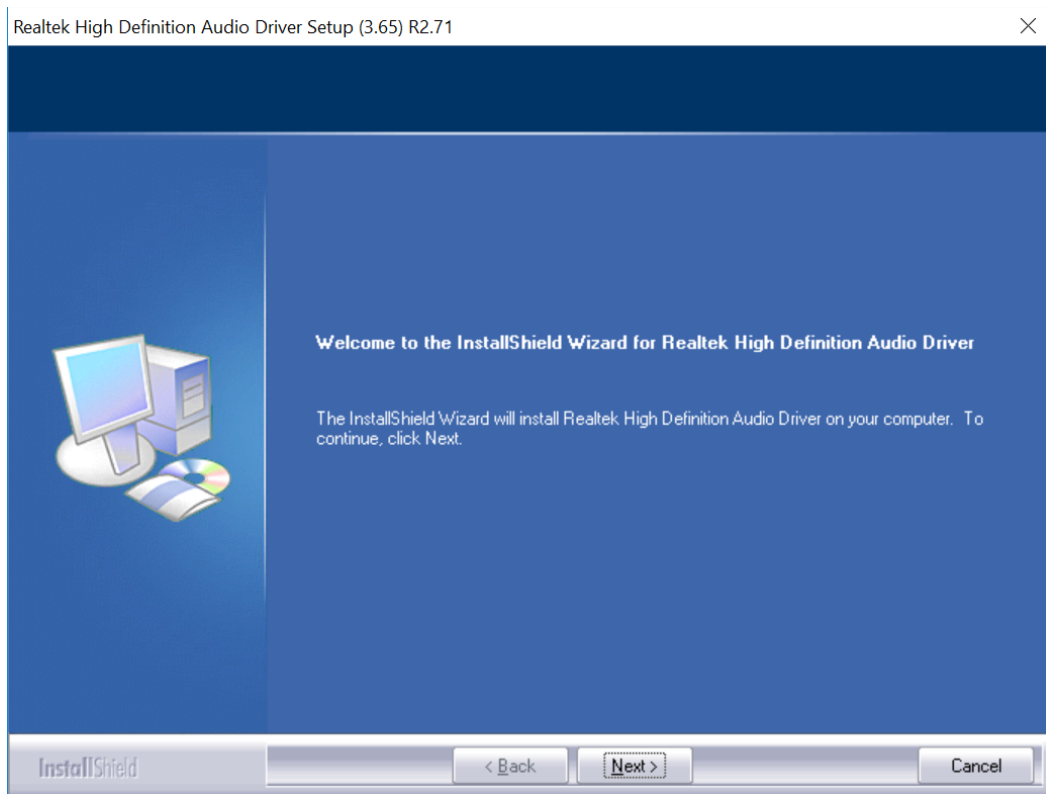 Realtek High Definition Audio Driver Setup (3.65) R2.71
Welcome to the InstallShield Wizard for Realtek High Definition Audio Driver
The InstallShield Wizard will install Realtek High Definition Audio Driver on your computer.  To
continue, click Next.
InstallShield
< Back
Next >
Cancel